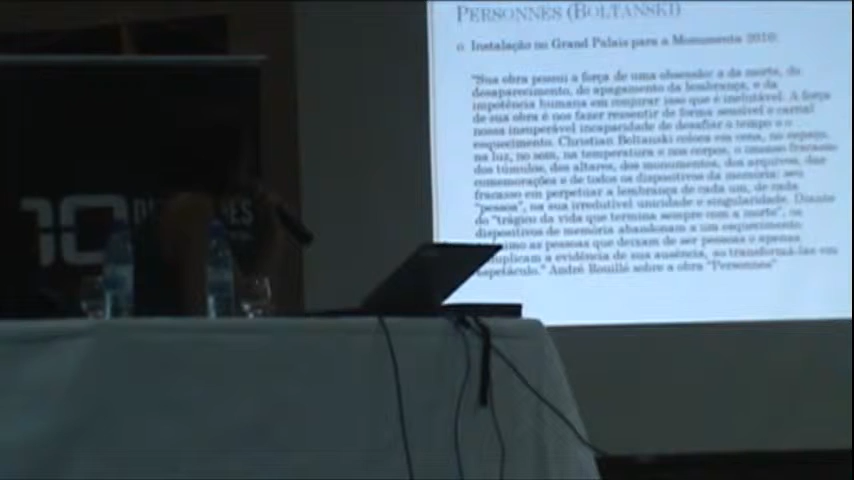 PERSONNES (BOLTANSKI)
o Instalação no Grand Palais para a Monumenta 2010:
"Sua obra possui a força de uma obsessão: a da morte, do
desaparecimento, do apagamento da lembrança, e da
impotência humana em conjurar isso que é inelutável. A força
de sua obra é nos fazer ressentir de forma sensível e carnal
nossa insuperável incapacidade de desafiar o tempo e o
esquecimento. Christian Boltanski coloca em cena, no espaço,
na luz, no som, na temperatura e nos corpos, o imenso fracasso
dos túmulos, dos altares, dos monumentos, dos arquivos, das
comemorações e de todos os dispositivos da memória: seu
fracasso em perpetuar a lembrança de cada um, de cada
"pessoa", na sua irredutível unicidade e singularidade. Diante
do "trágico da vida que termina sempre com a morte", os
dispositivos de memória abandonam a um esquecimento
as pessoas que deixam de ser pessoas e apenas
a evidência de sua ausência, ao transformá-las em
espetáculo." André Rouillé sobre a obra "Personnes"
10